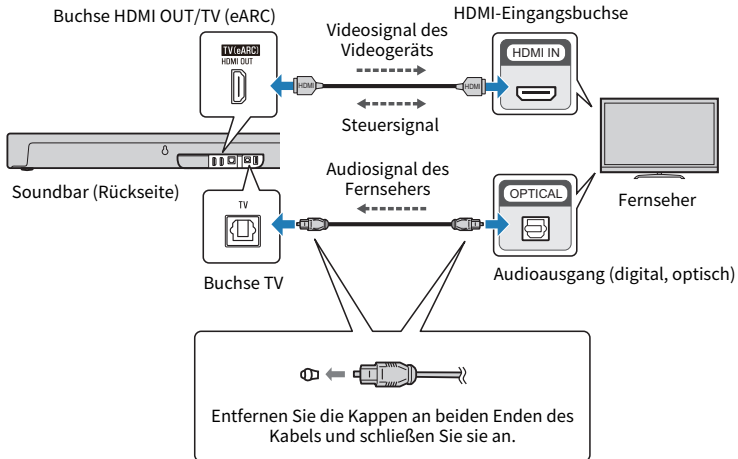 Buchse HDMI OUT/TV (eARC)
HDMI-Eingangsbuchse
Videosignal des
Videogeräts
TV(eARC)
HDMI OUT
HDMI
HDMI
HDMI IN
Steuersignal
Soundbar (Rückseite)
Audiosignal des
Fernsehers
Fernseher
TV
OPTICAL
Buchse TV
Audioausgang (digital, optisch)
Entfernen Sie die Kappen an beiden Enden des
Kabels und schließen Sie sie an.